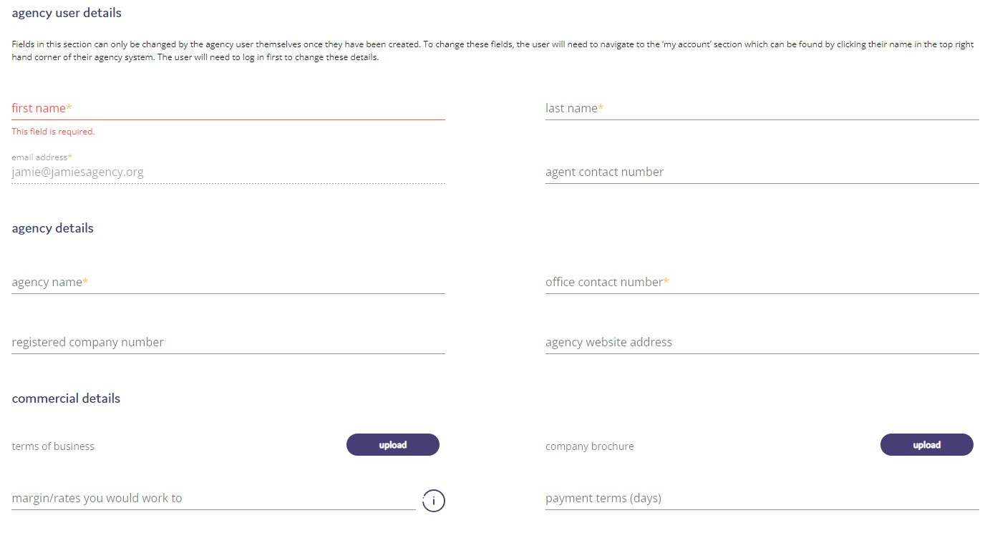 agency user details
Fields in this section can only be changed by the agency user themselves once they have been created. To change these fields, the user will need to navigate to the 'my account' section which can be found by clicking their name in the top right
hand corner of their agency system. The user will need to log in first to change these details.
first name*
last name*
This field is required.
email address*
jamie@jamiesagency.org
agent contact number
agency details
agency name*
office contact number*
registered company number
agency website address
commercial details
terms of business
upload
company brochure
upload
margin/rates you would work to
i
payment terms (days)